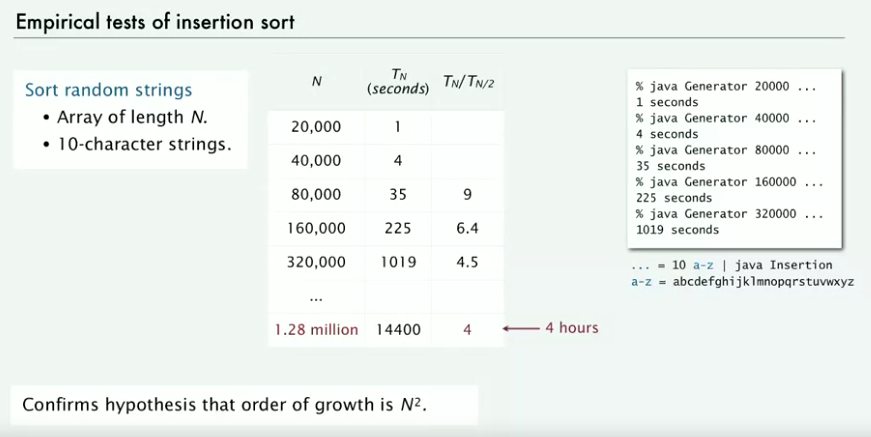 Empirical tests of insertion sort
Sort random strings
• Array of length N.
• 10-character strings.
N TN (seconds) TN/TN/2
20,000 1
40,000 4
80,000 35 9
160,000 225 6.4
320,000 1019 4.5
...
1.28 million 14400 4 4 hours
% java Generator 20000 ...
1 seconds
% java Generator 40000 ...
4 seconds
% java Generator 80000 ...
35 seconds
% java Generator 160000 ...
225 seconds
% java Generator 320000 ...
1019 seconds
... = 10 a-z | java Insertion
a-z = abcdefghijklmnopqrstuvwxyz
Confirms hypothesis that order of growth is N².